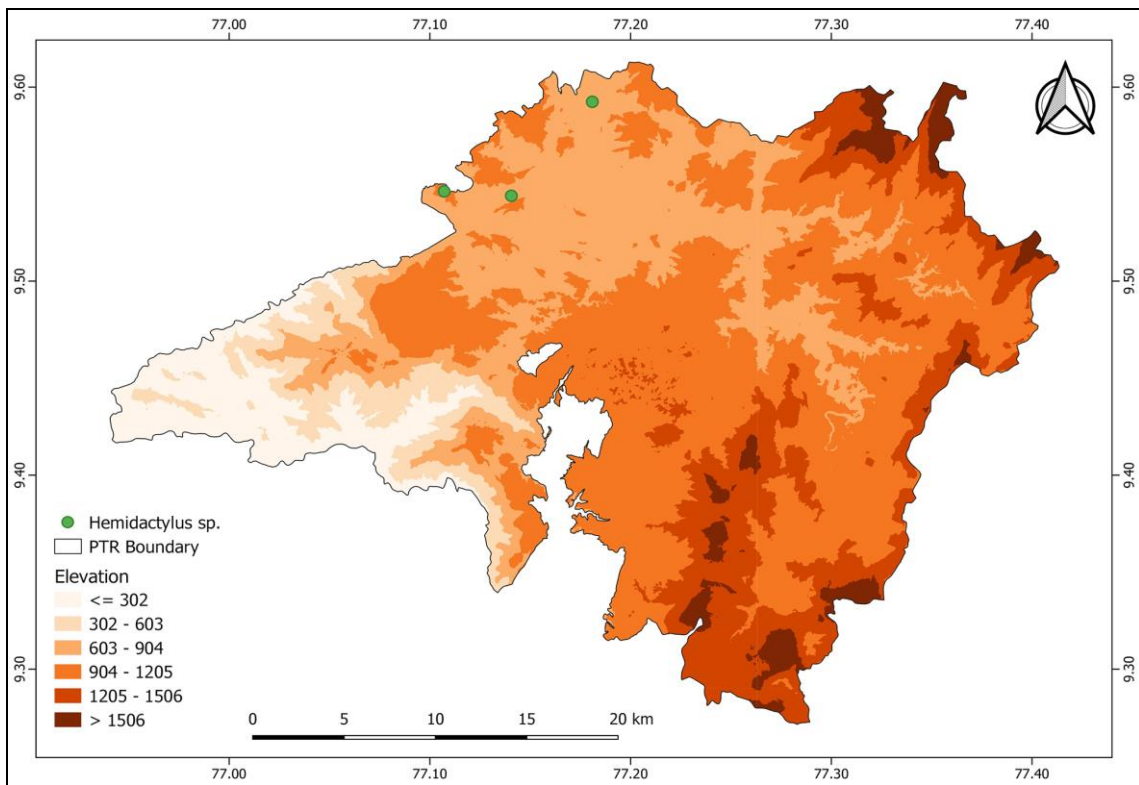 77.00 77.10 77.20 77.30 77.40
9.60 9.60
9.50 9.50
9.40 9.40
9.30 9.30
Hemidactylus sp.
PTR Boundary
Elevation
<= 302
302 - 603
603 - 904
904 - 1205
1205 - 1506
> 1506
0 5 10 15 20 km
77.00 77.10 77.20 77.30 77.40